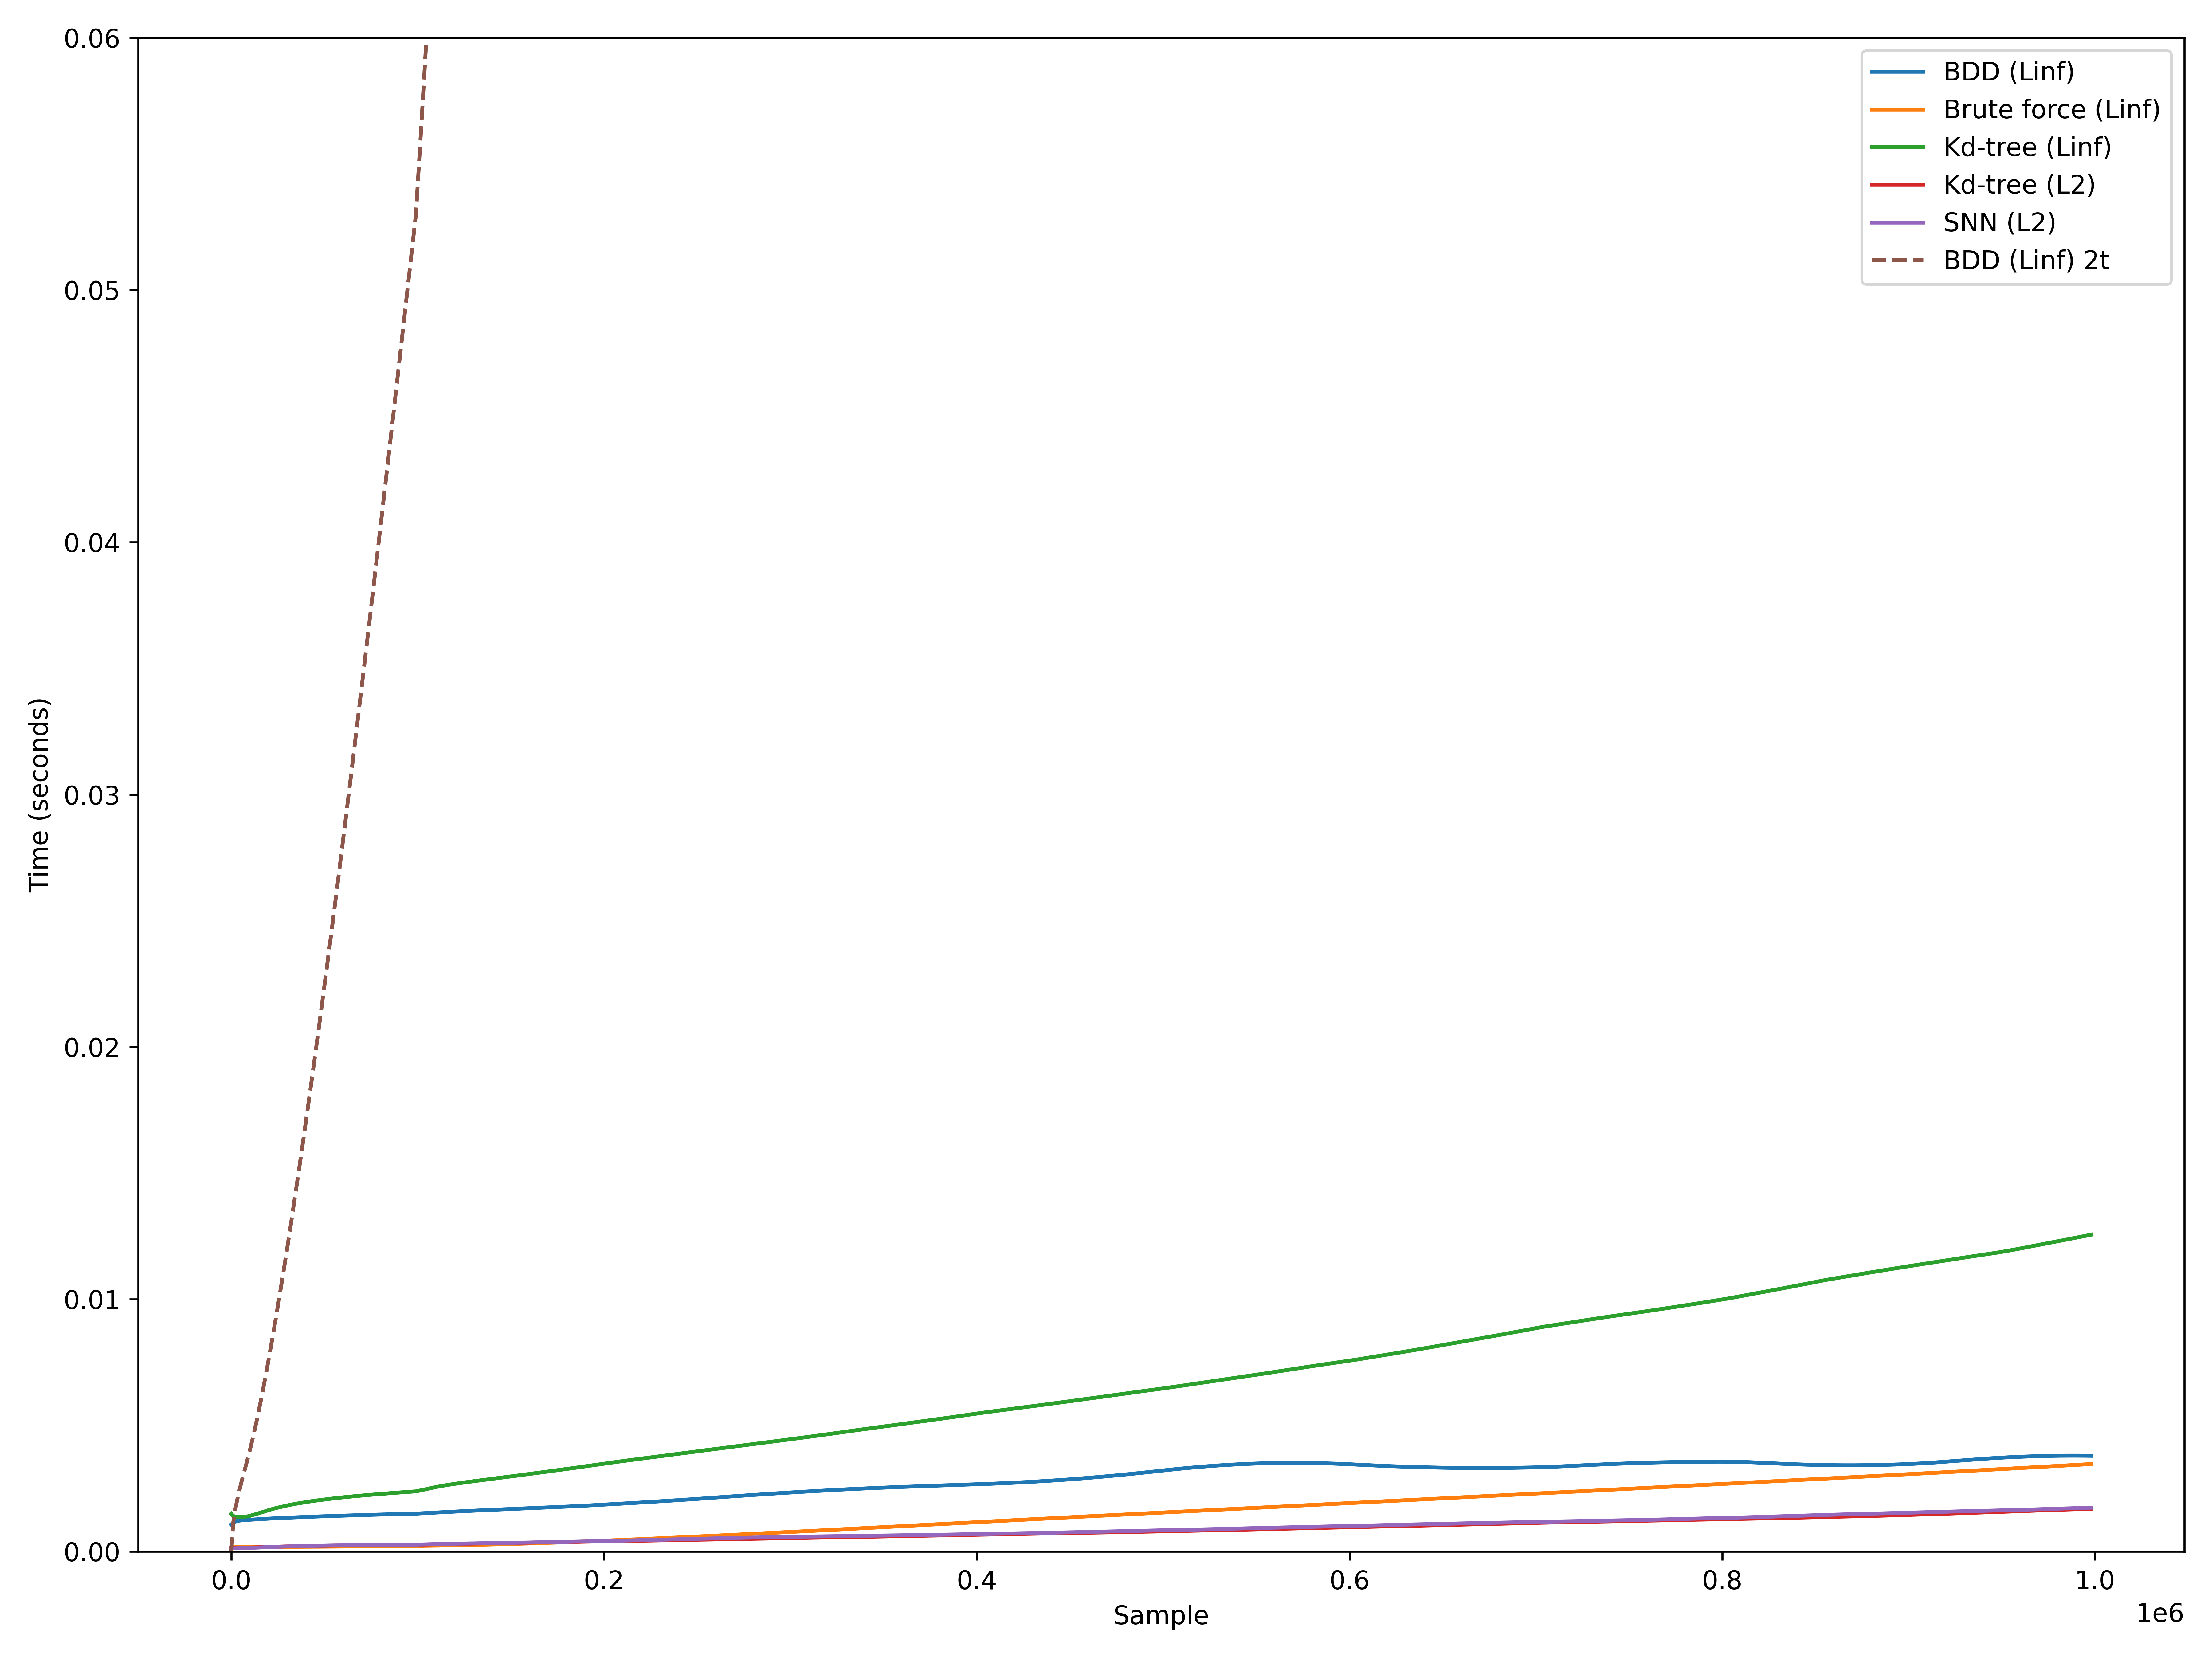 0.06
0.05
0.04
0.03
0.02
0.01
0.00
Time (seconds)
BDD (Linf)
Brute force (Linf)
Kd-tree (Linf)
Kd-tree (L2)
SNN (L2)
BDD (Linf) 2t
0.0 0.2 0.4 0.6 0.8 1.0
Sample
1e6